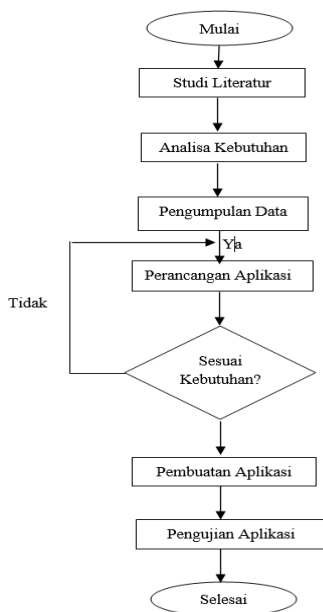 Mulai
Studi Literatur
Analisa Kebutuhan
Pengumpulan Data
Ya
Perancangan Aplikasi
Tidak
Sesuai
Kebutuhan?
Pembuatan Aplikasi
Pengujian Aplikasi
Selesai